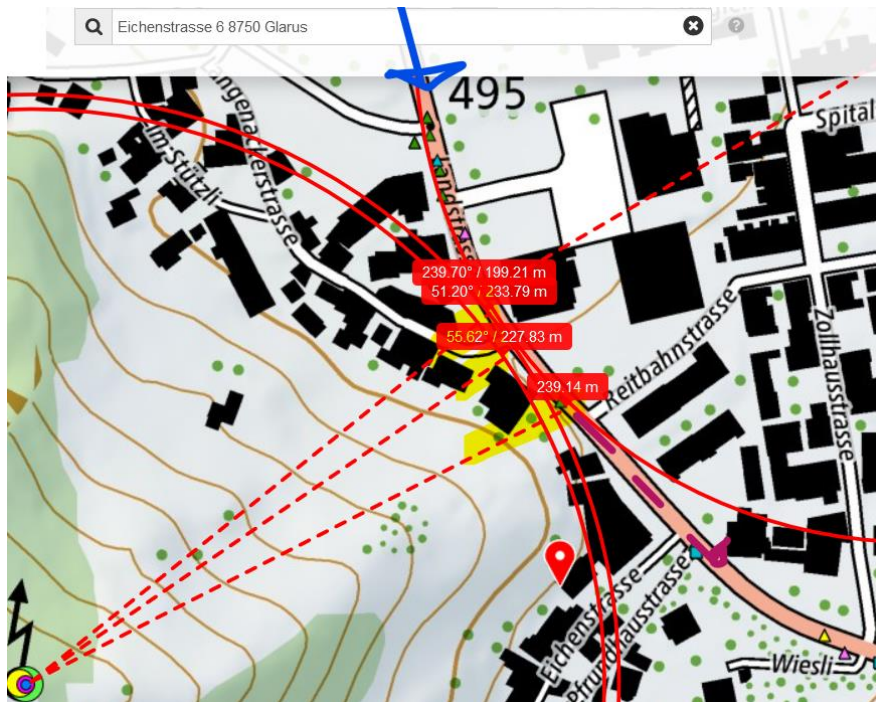 Eichenstrasse 6 8750 Glarus
495
Spital
Langenackerstrasse
Im-Stützli
Landstrasse
239.70° / 199.21 m
51.20° / 233.79 m
55.62° / 227.83 m
239.14 m
Reitbahnstrasse
Zollhausstrasse
Eichenstrasse
Pfrundhausstrasse
Wiesli